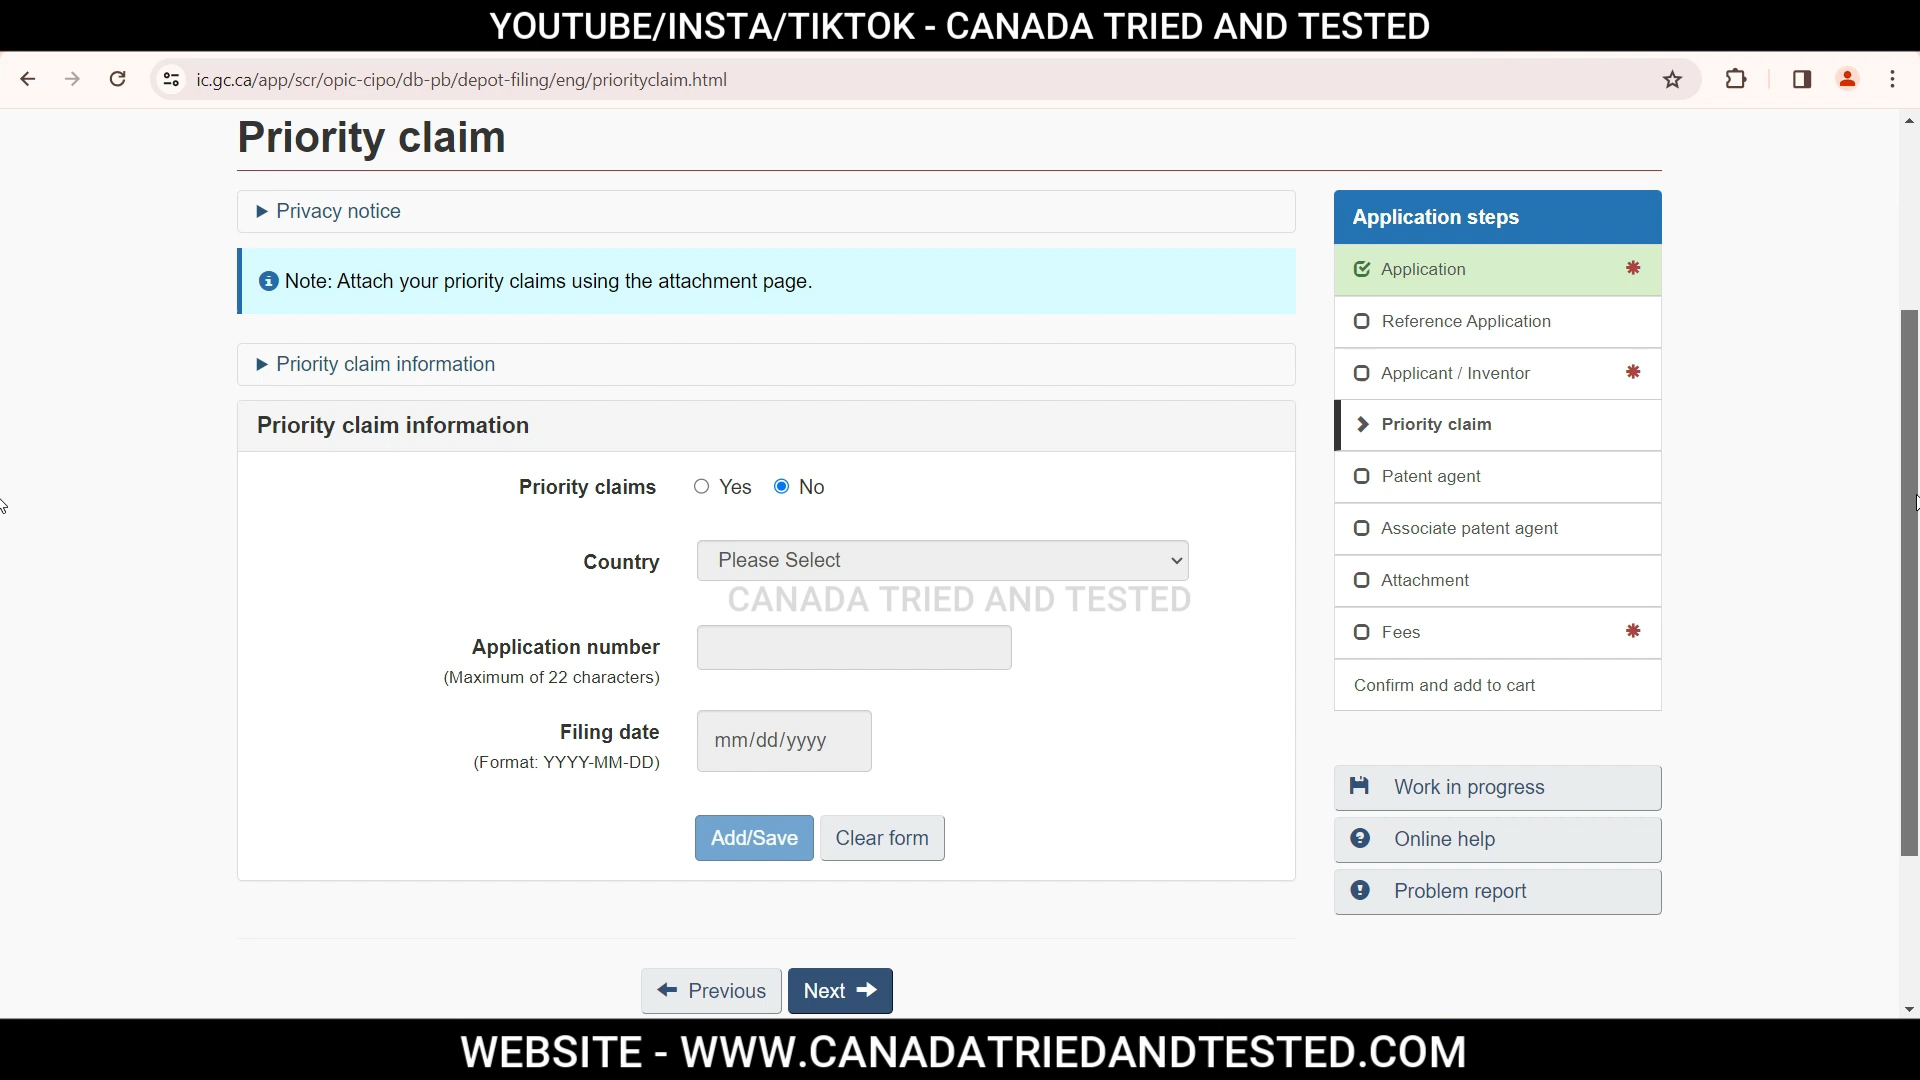 YOUTUBE/INSTA/TIKTOK - CANADA TRIED AND TESTED
ic.gc.ca/app/scr/opic-cipo/db-pb/depot-filing/eng/priorityclaim.html
Priority claim
Privacy notice
Note: Attach your priority claims using the attachment page.
Priority claim information
Priority claim information
Priority claims Yes No
Country Please Select
CANADA TRIED AND TESTED
Application number
(Maximum of 22 characters)
Filing date mm/dd/yyyy
(Format: YYYY-MM-DD)
Add/Save Clear form
Previous Next
Application steps
Application
Reference Application
Applicant / Inventor
Priority claim
Patent agent
Associate patent agent
Attachment
Fees
Confirm and add to cart
Work in progress
Online help
Problem report
WEBSITE - WWW.CANADATRIEDANDTESTED.COM